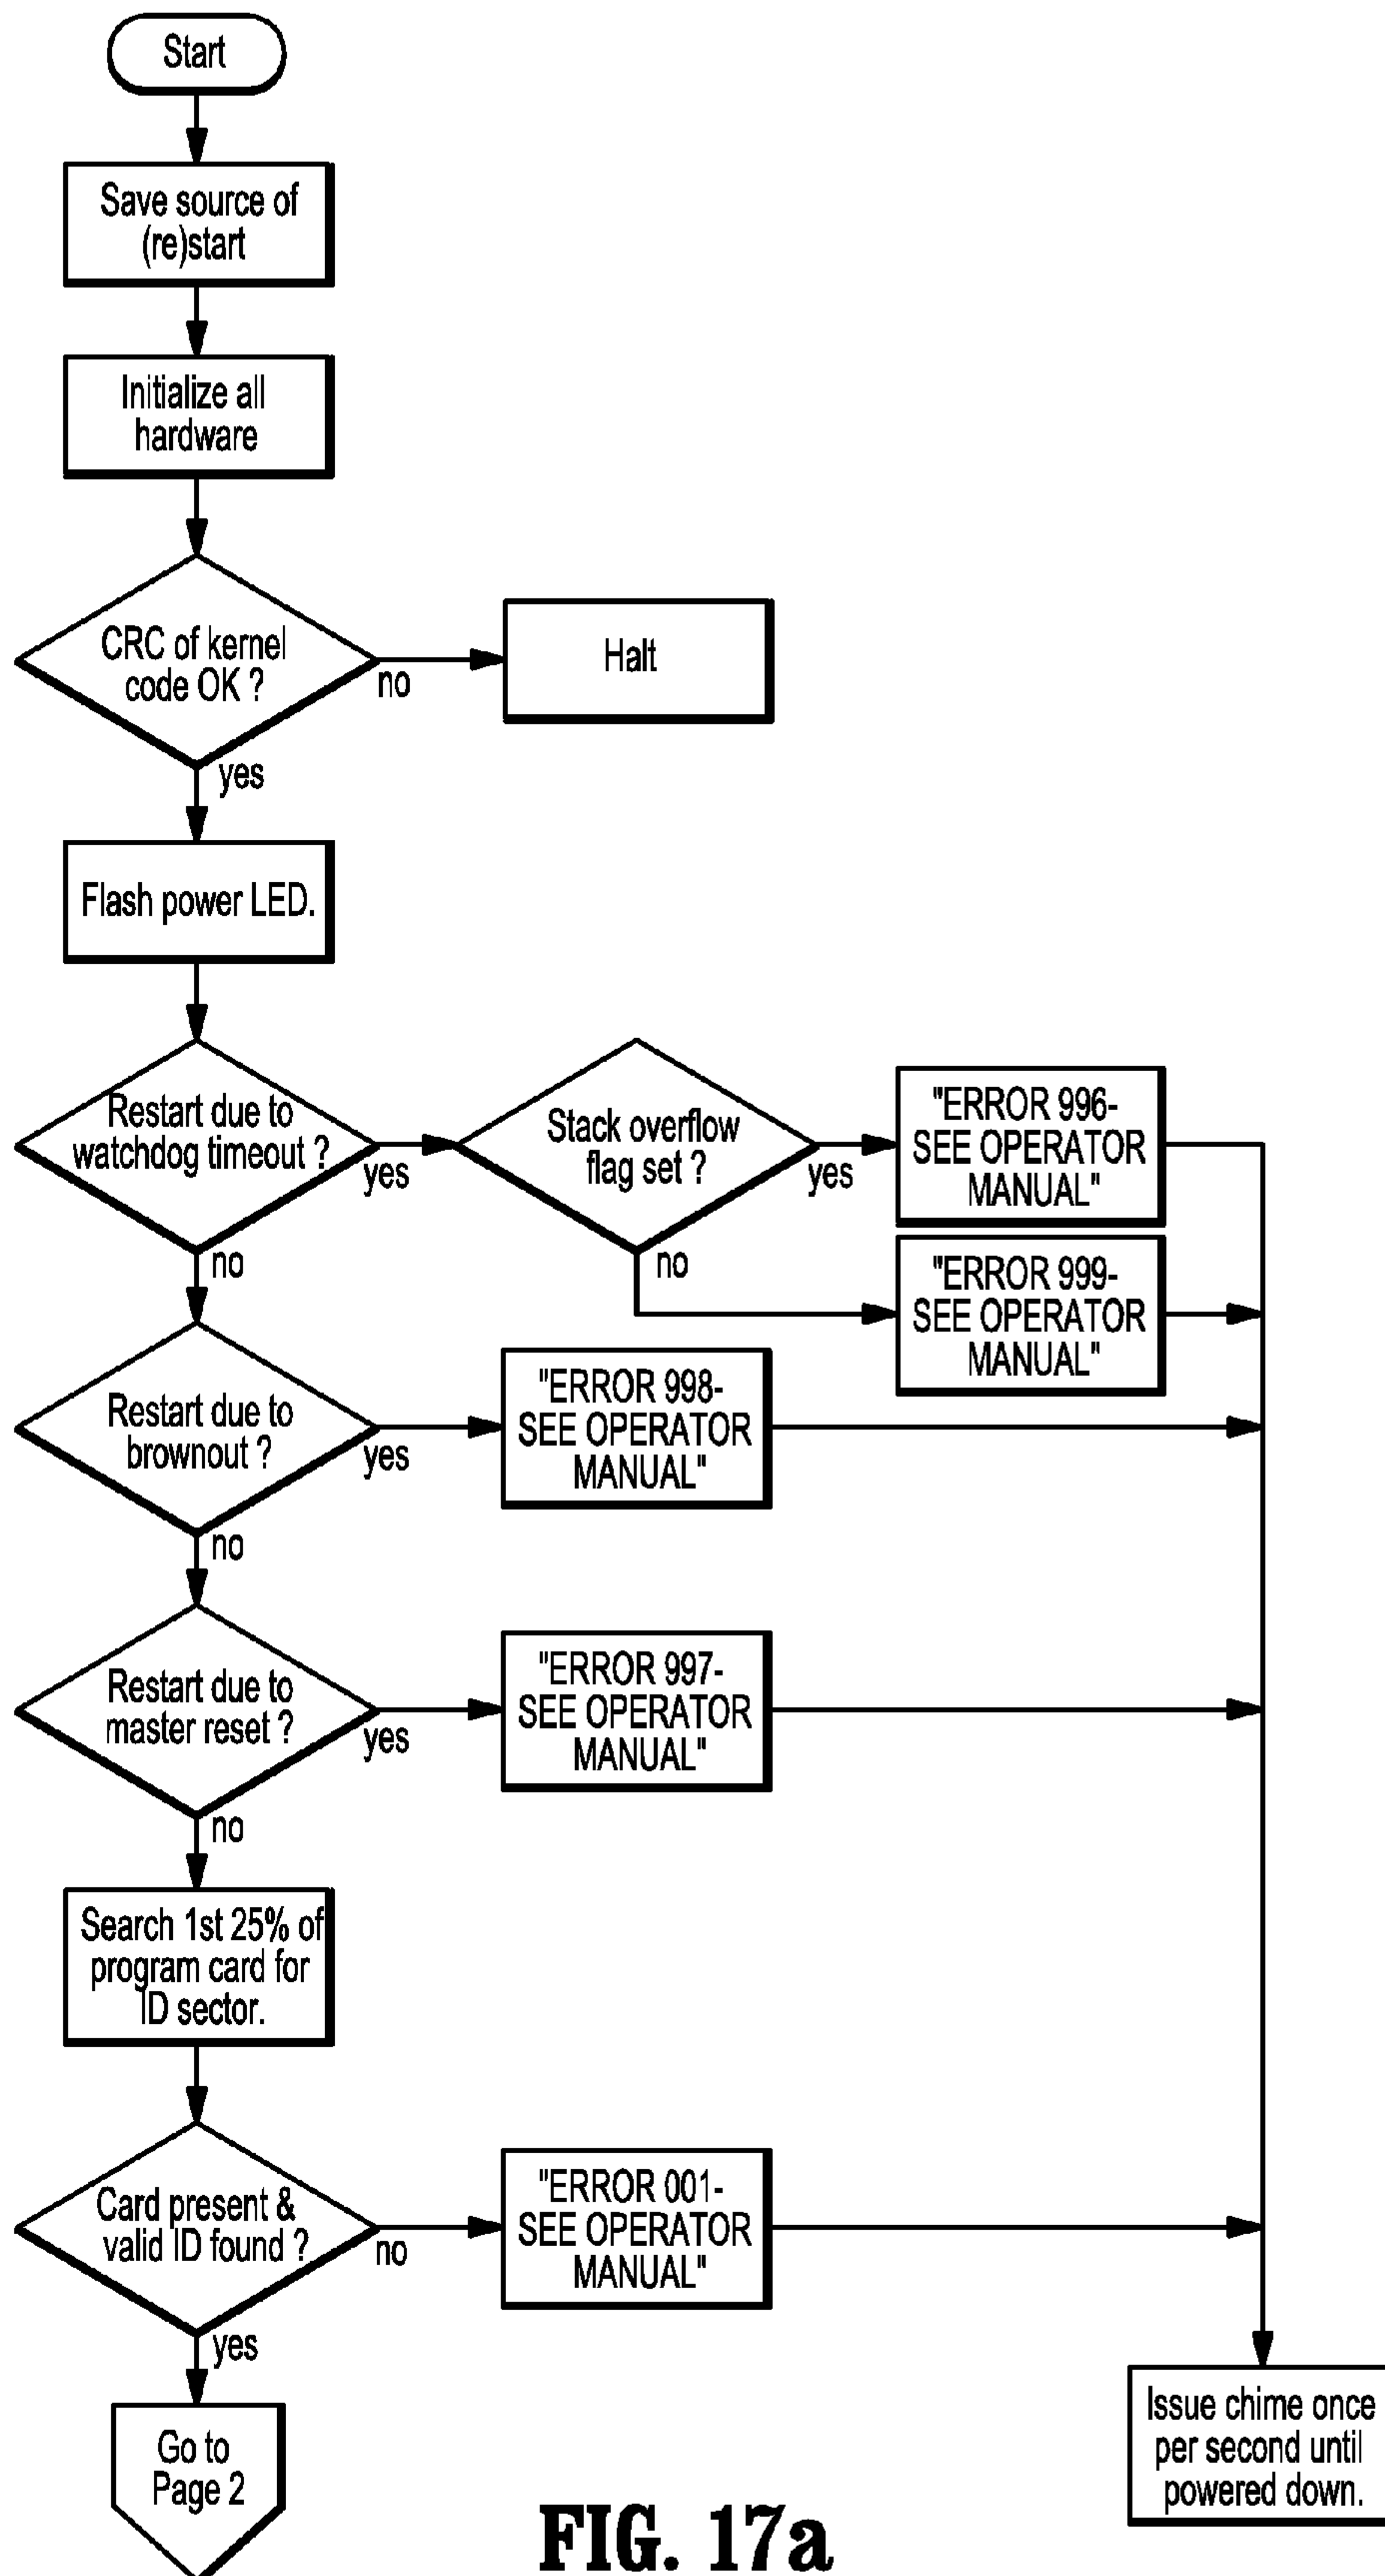 Start
Save source of
(re)start
Initialize all
hardware
CRC of kernel
code OK ?
no
Halt
yes
Flash power LED.
Restart due to
watchdog timeout ?
yes
Stack overflow
flag set ?
yes
"ERROR 996-
SEE OPERATOR
MANUAL"
no
no
"ERROR 999-
SEE OPERATOR
MANUAL"
Restart due to
brownout ?
yes
"ERROR 998-
SEE OPERATOR
MANUAL"
no
Restart due to
master reset ?
yes
"ERROR 997-
SEE OPERATOR
MANUAL"
no
Search 1st 25% of
program card for
ID sector.
Card present &
valid ID found ?
no
"ERROR 001-
SEE OPERATOR
MANUAL"
yes
Go to
Page 2
Issue chime once
per second until
powered down.
FIG. 17a